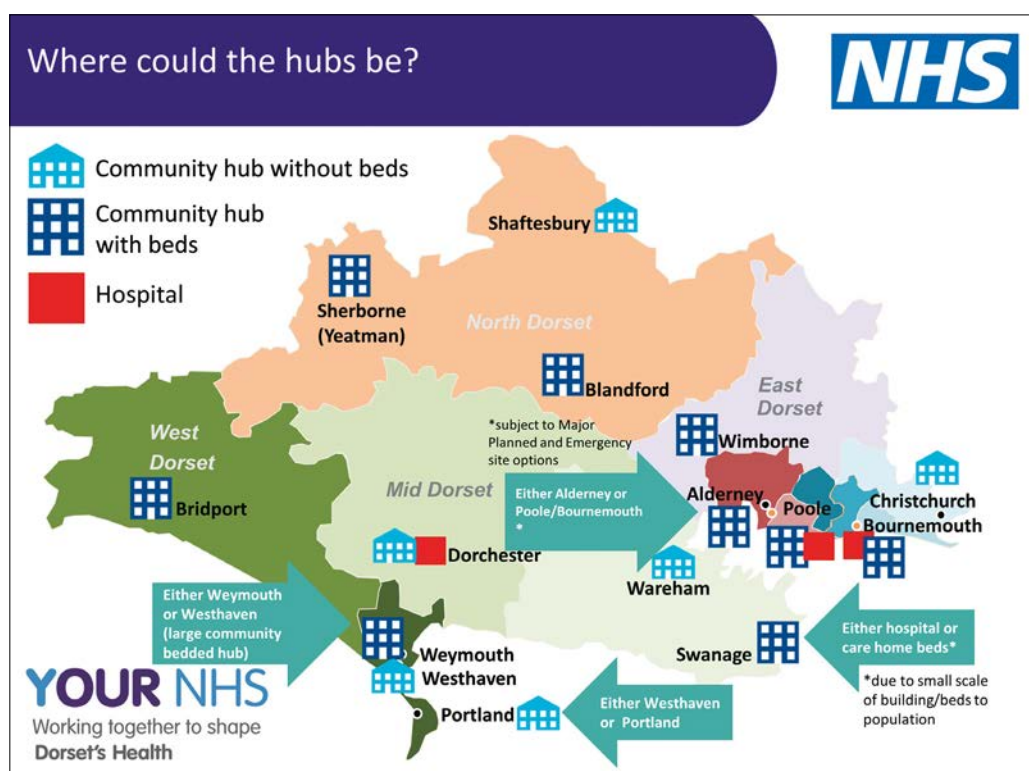 Where could the hubs be?
NHS
Community hub without beds
Community hub
with beds
Hospital
Shaftesbury
Sherborne
(Yeatman)
North Dorset
Blandford
East
Dorset
West
Dorset
*subject to Major
Planned and Emergency
site options
Wimborne
Mid Dorset
Either Alderney or
Poole/Bournemouth
*
Alderney
Poole
Christchurch
Bournemouth
Bridport
Dorchester
Wareham
Either Weymouth
or Westhaven
(large community
bedded hub)
Weymouth
Westhaven
Swanage
Either hospital or
care home beds*
*due to small scale
of building/beds to
population
Portland
Either Westhaven
or Portland
YOUR NHS
Working together to shape
Dorset's Health